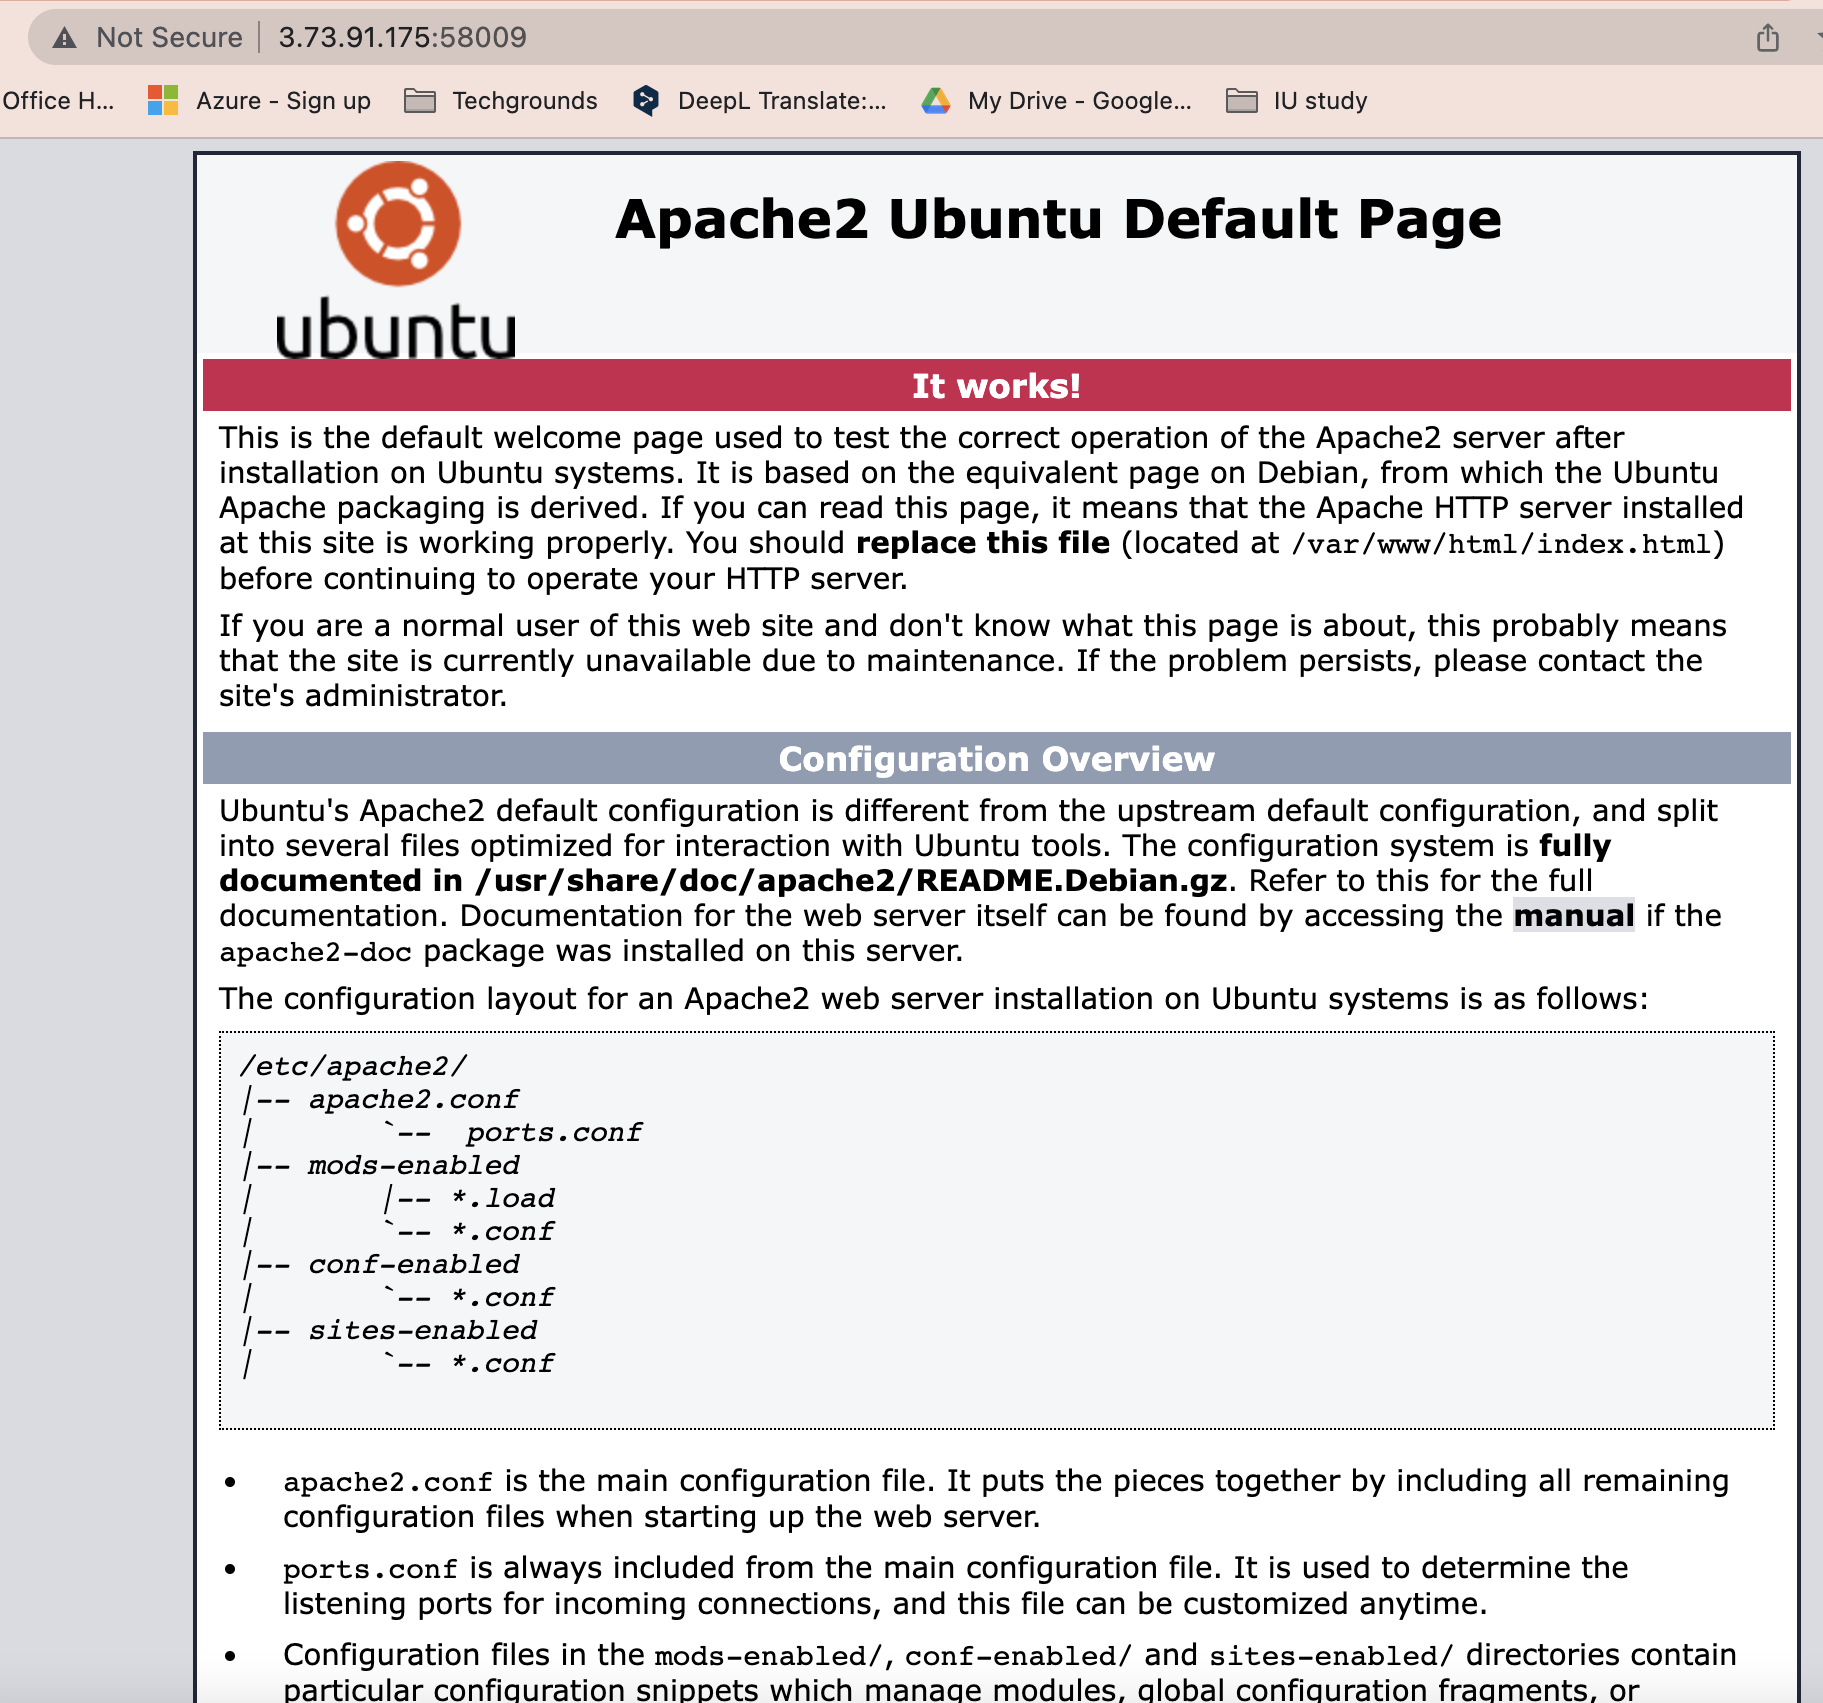 Not Secure 3.73.91.175:58009
Office H... Azure - Sign up Techgrounds DeepL Translate:... My Drive - Google... IU study
Apache2 Ubuntu Default Page
ubuntu
It works!
This is the default welcome page used to test the correct operation of the Apache2 server after
installation on Ubuntu systems. It is based on the equivalent page on Debian, from which the Ubuntu
Apache packaging is derived. If you can read this page, it means that the Apache HTTP server installed
at this site is working properly. You should replace this file (located at /var/www/html/index.html)
before continuing to operate your HTTP server.
If you are a normal user of this web site and don't know what this page is about, this probably means
that the site is currently unavailable due to maintenance. If the problem persists, please contact the
site's administrator.
Configuration Overview
Ubuntu's Apache2 default configuration is different from the upstream default configuration, and split
into several files optimized for interaction with Ubuntu tools. The configuration system is fully
documented in /usr/share/doc/apache2/README.Debian.gz. Refer to this for the full
documentation. Documentation for the web server itself can be found by accessing the manual if the
apache2-doc package was installed on this server.
The configuration layout for an Apache2 web server installation on Ubuntu systems is as follows:
/etc/apache2/
|-- apache2.conf
|       `--  ports.conf
|-- mods-enabled
|       |-- *.load
|       `-- *.conf
|-- conf-enabled
|       `-- *.conf
|-- sites-enabled
|       `-- *.conf
• apache2.conf is the main configuration file. It puts the pieces together by including all remaining
configuration files when starting up the web server.
• ports.conf is always included from the main configuration file. It is used to determine the
listening ports for incoming connections, and this file can be customized anytime.
• Configuration files in the mods-enabled/, conf-enabled/ and sites-enabled/ directories contain
particular configuration snippets which manage modules, global configuration fragments, or